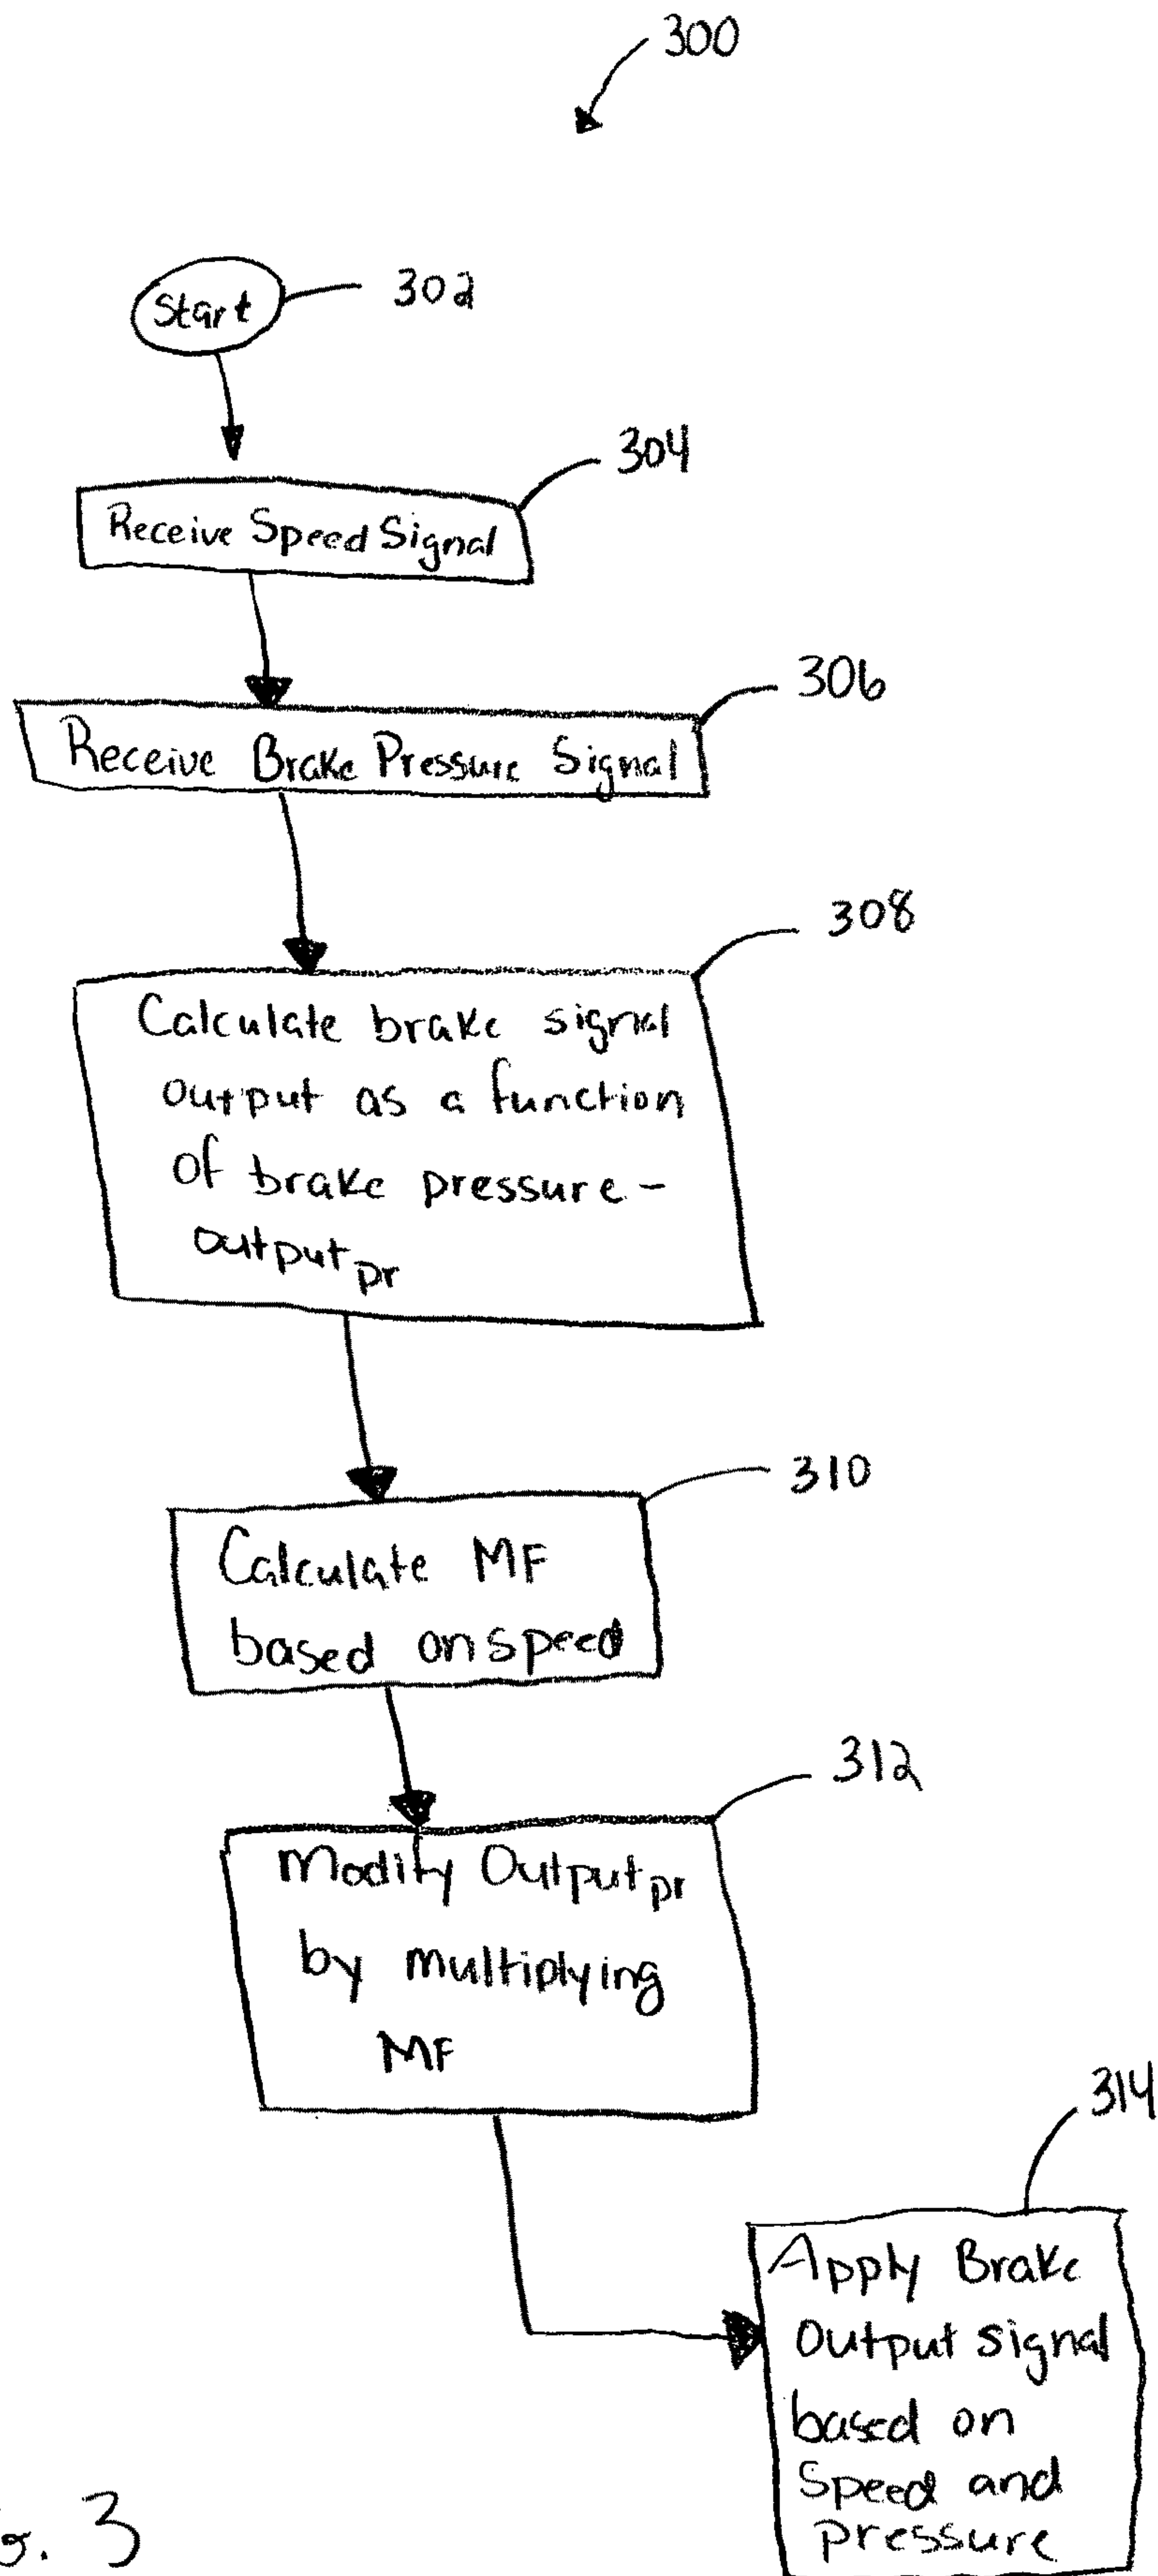 300
Start
302
304
Receive Speed Signal
306
Receive Brake Pressure Signal
308
Calculate brake signal
output as a function
of brake pressure -
output pr
310
Calculate MF
based on speed
312
Modify Output pr
by multiplying
MF
314
Apply Brake
Output signal
based on
Speed and
pressure
3